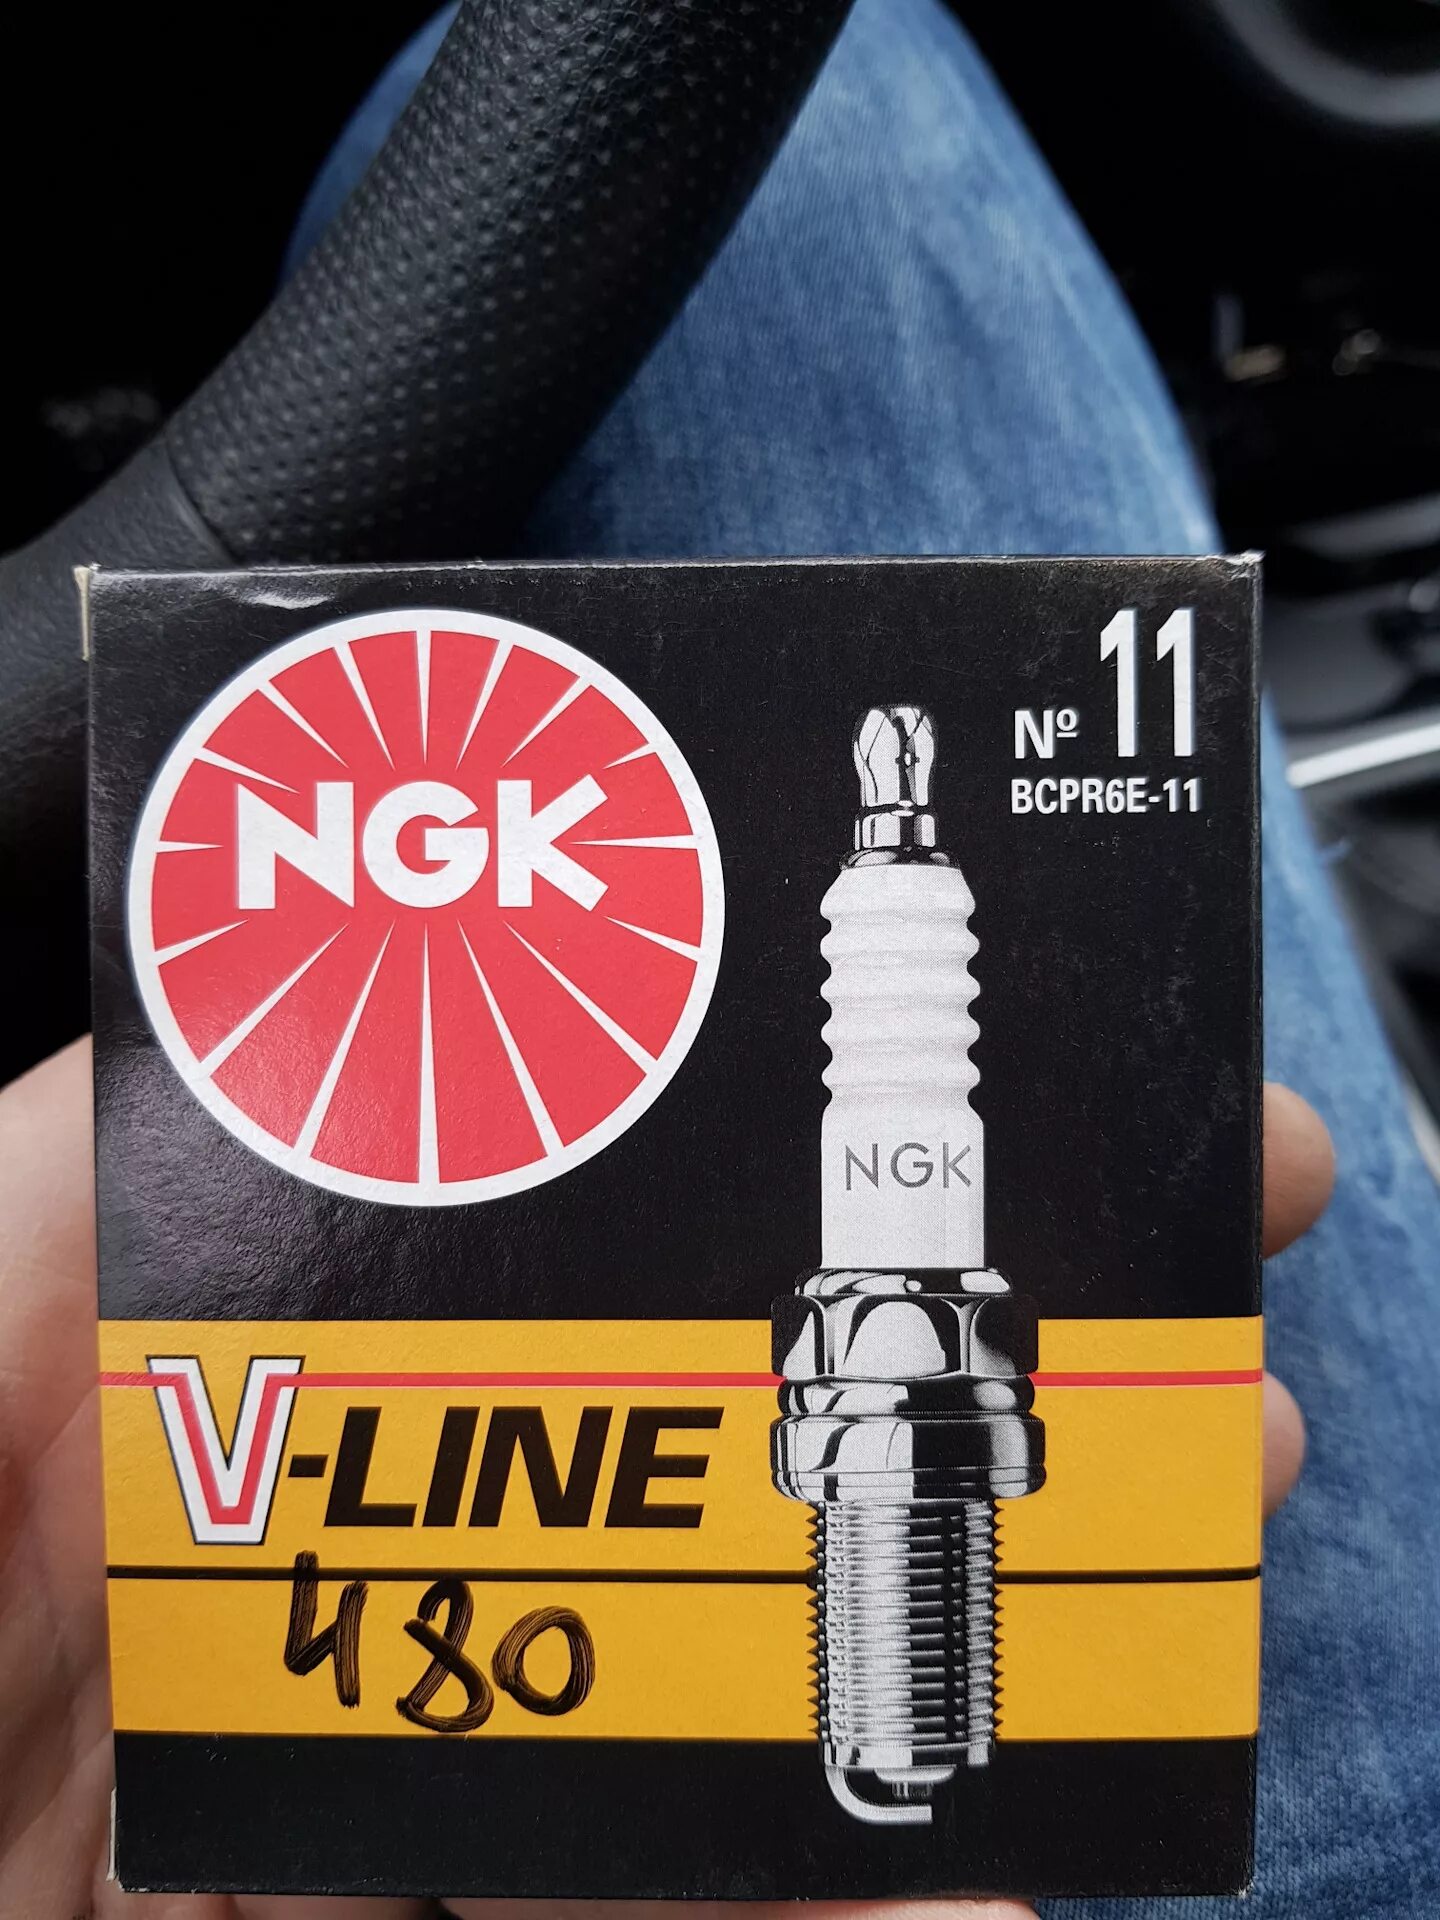 Nº 11
BCPR6E-11
NGK
NGK
V-LINE
480